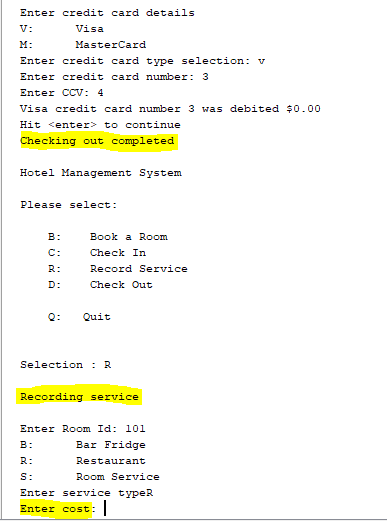 Enter credit card details
V: Visa
M: MasterCard
Enter credit card type selection: v
Enter credit card number: 3
Enter CCV: 4
Visa credit card number 3 was debited $0.00
Hit <enter> to continue
Checking out completed
Hotel Management System
Please select:
B: Book a Room
C: Check In
R: Record Service
D: Check Out
Q: Quit
Selection : R
Recording service
Enter Room Id: 101
B: Bar Fridge
R: Restaurant
S: Room Service
Enter service typeR
Enter cost: